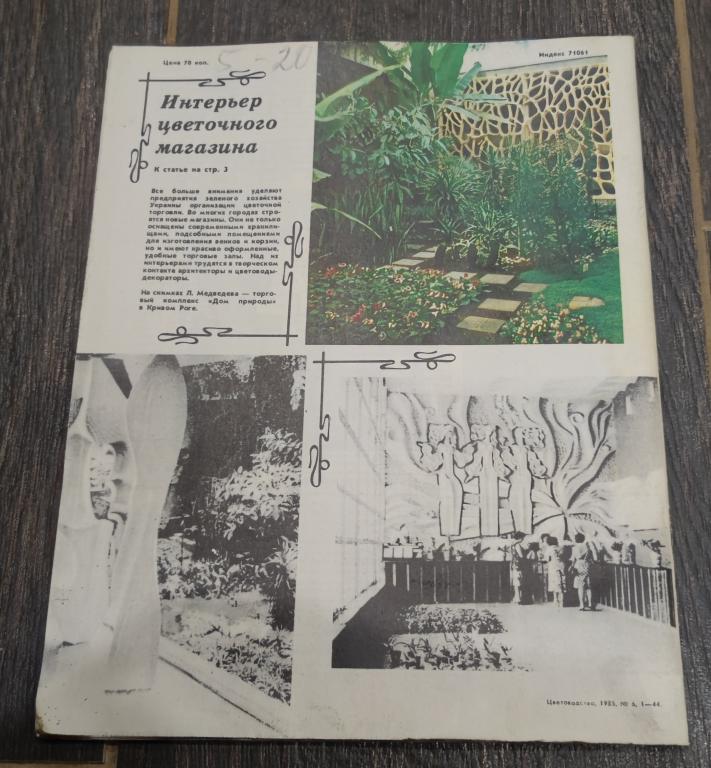 Цена 70 коп.
5-20
Индекс 71061
Интерьер
цветочного
магазина
К статье на стр. 3
Все больше внимания уделяют
предприятия зеленого хозяйства
Украины организации цветочной
торговли. Во многих городах стро-
ятся новые магазины. Они не только
оснащены современными хранили-
щами, подсобными помещениями
для изготовления венков и корзин,
но и имеют красиво оформленные,
удобные торговые залы. Над их
интерьерами трудятся в творческом
контакте архитекторы и цветоводы-
декораторы.
На снимках Л. Медведева — торго-
вый комплекс «Дом природы»
в Кривом Роге.
Цветоводство, 1985, № 6, 1—44.